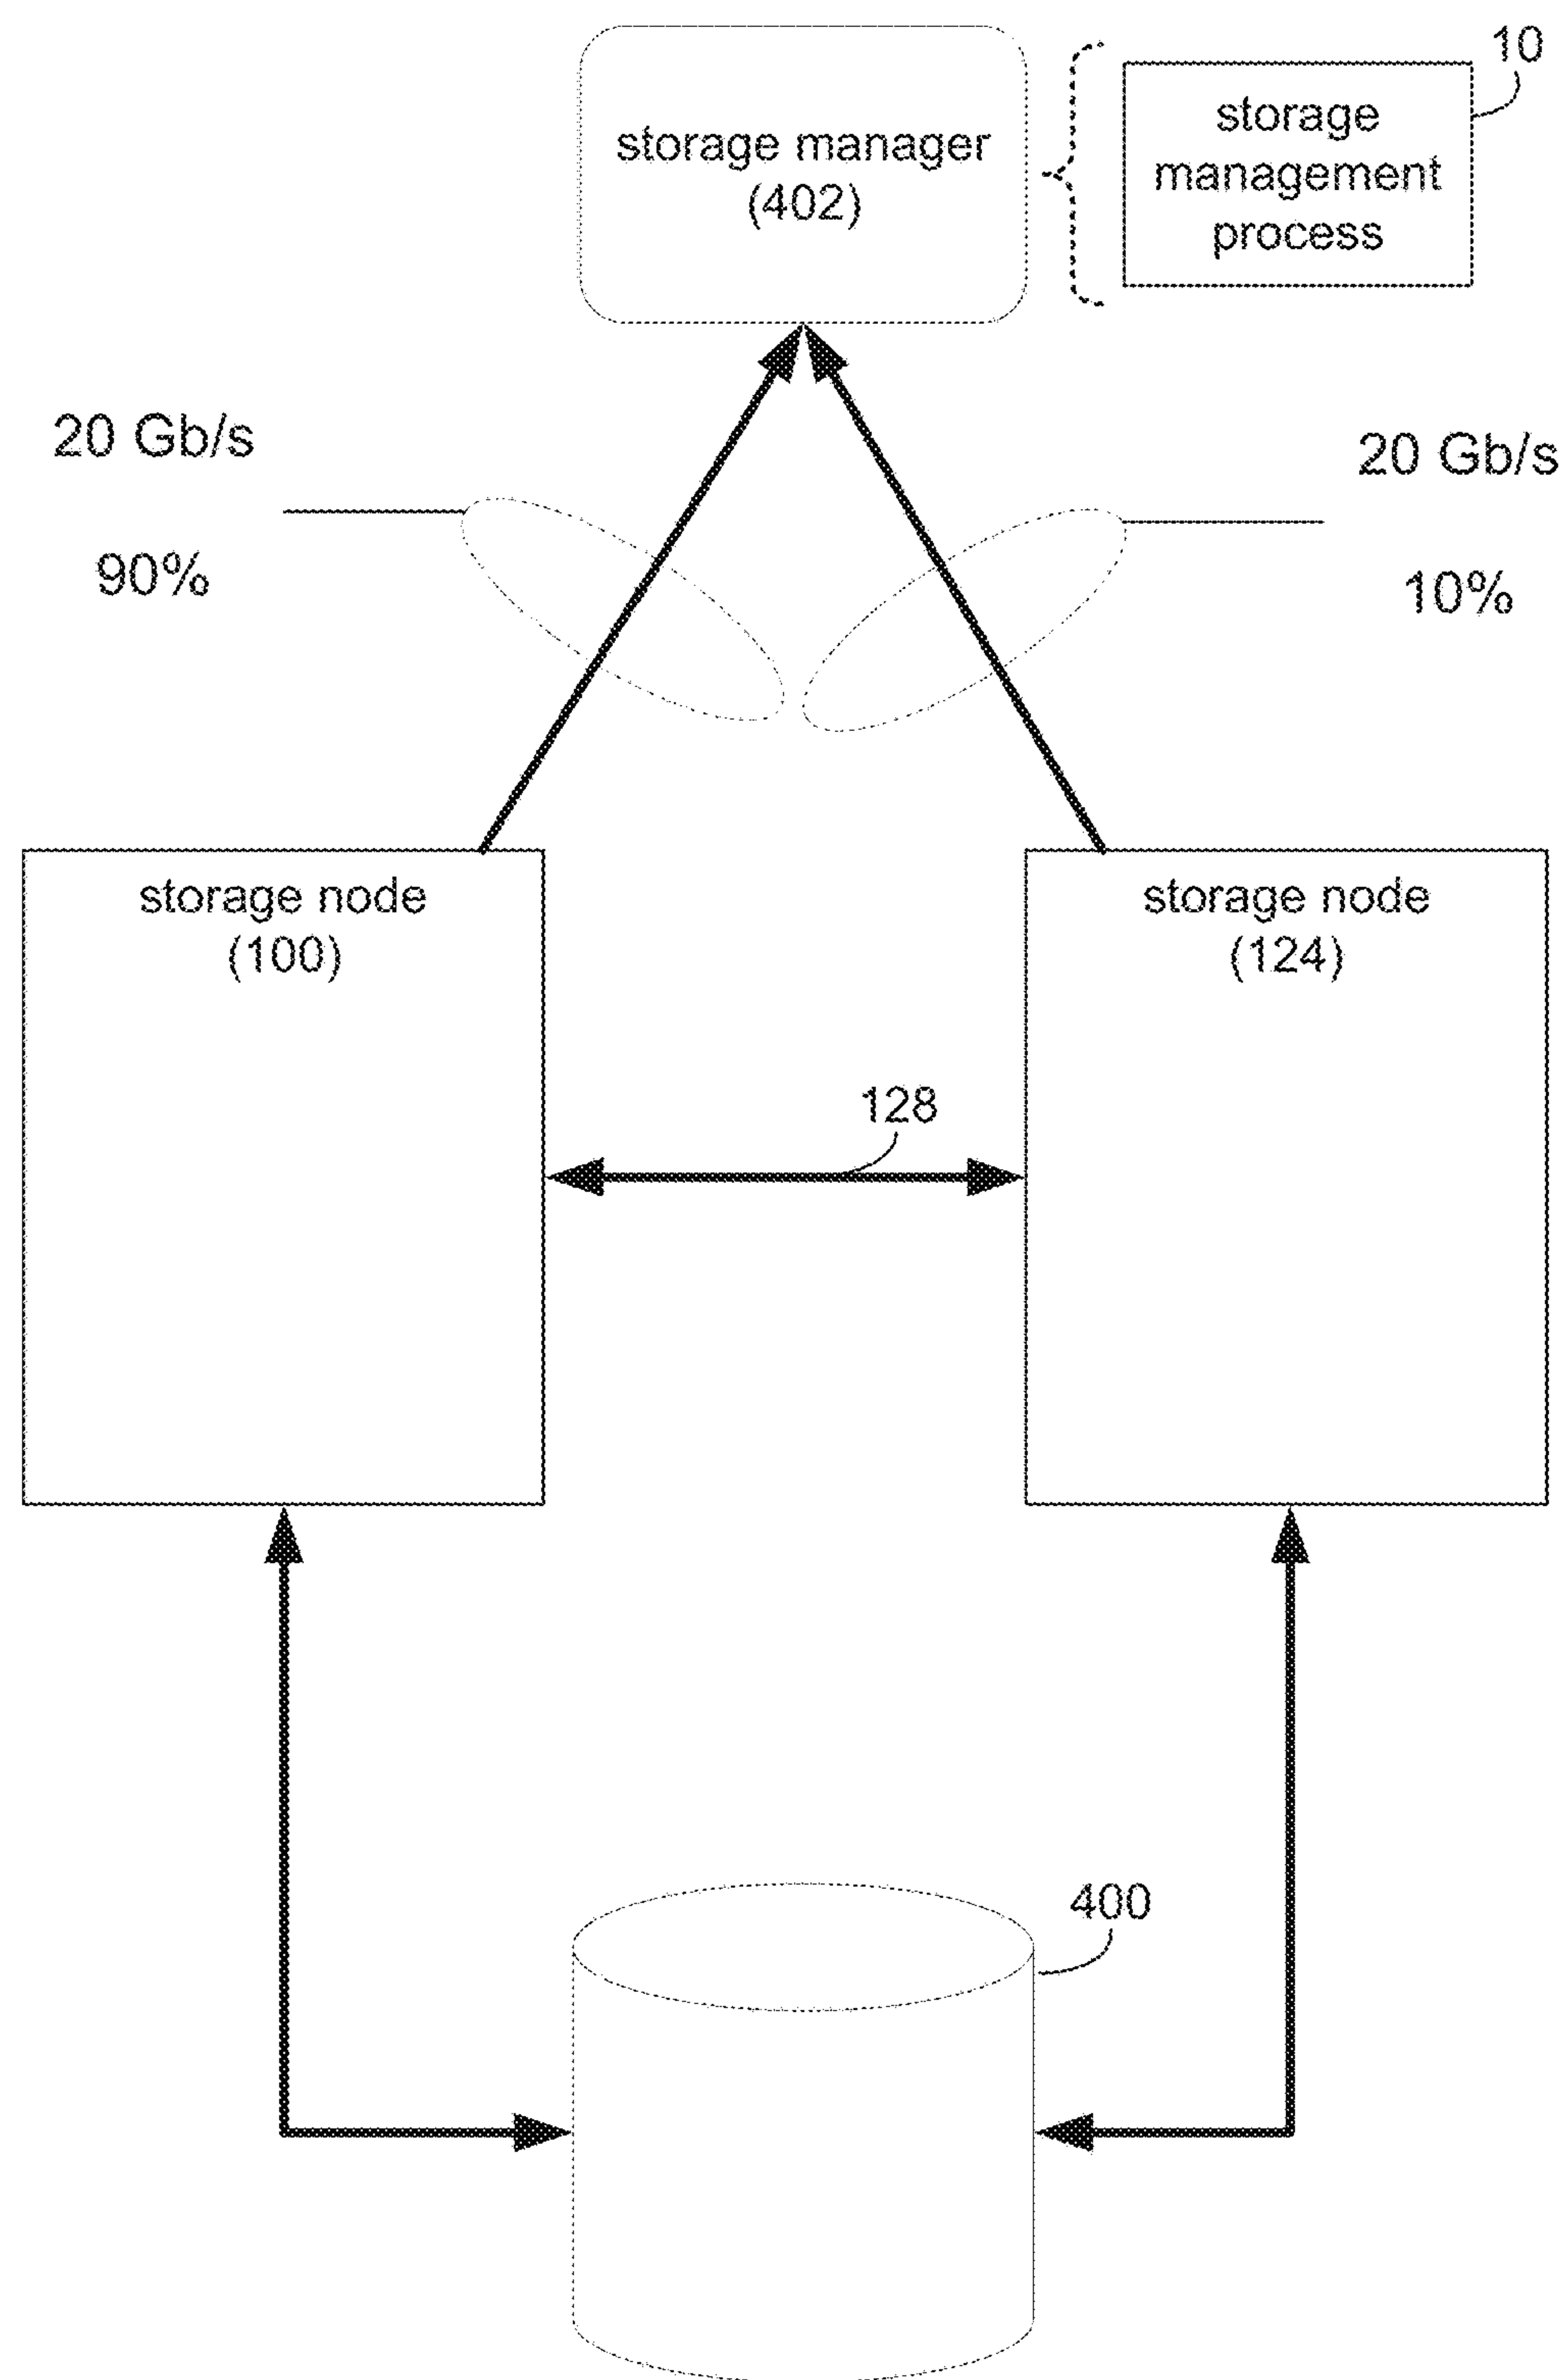 storage manager
(402)
10
storage
management
process
20 Gb/s
90%
20 Gb/s
10%
storage node
(100)
storage node
(124)
128
400